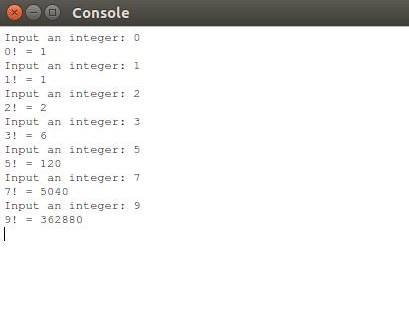 Console
Input an integer: 0
0! = 1
Input an integer: 1
1! = 1
Input an integer: 2
2! = 2
Input an integer: 3
3! = 6
Input an integer: 5
5! = 120
Input an integer: 7
7! = 5040
Input an integer: 9
9! = 362880